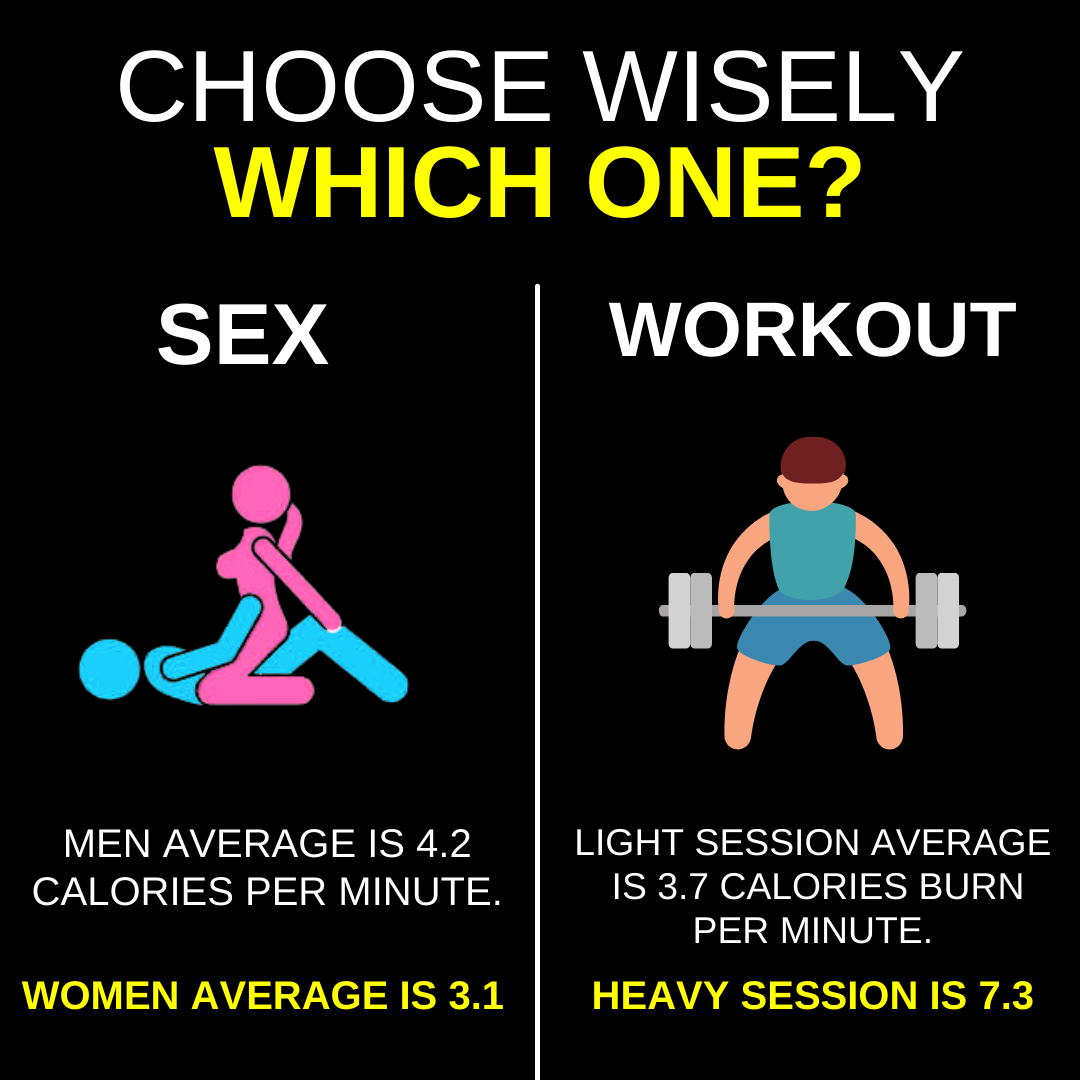 CHOOSE WISELY
WHICH ONE?
SEX
MEN AVERAGE IS 4.2
CALORIES PER MINUTE.
WOMEN AVERAGE IS 3.1
WORKOUT
LIGHT SESSION AVERAGE
IS 3.7 CALORIES BURN
PER MINUTE.
HEAVY SESSION IS 7.3